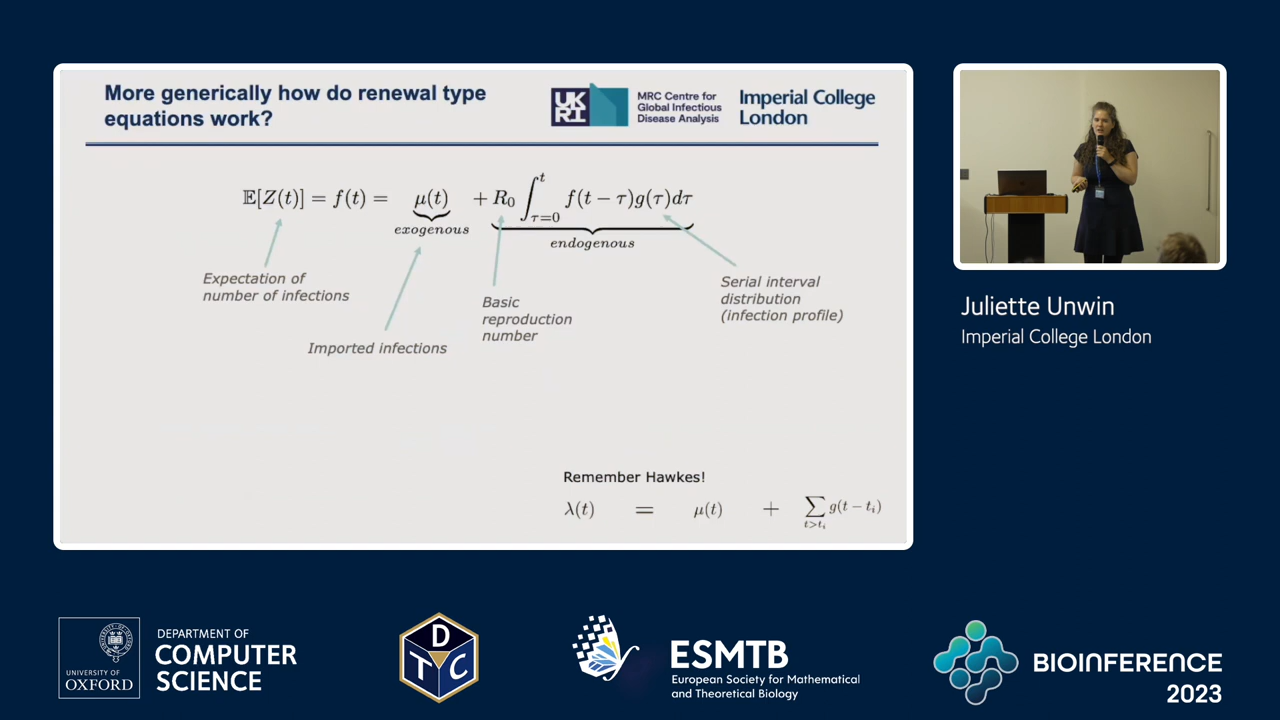 More generically how do renewal type
equations work?
UK
RI
MRC Centre for
Global Infectious
Disease Analysis
Imperial College
London
𝔼[Z(t)] = f(t) = μ(t) + R₀ ∫_{τ=0}^{t} f(t − τ)g(τ)dτ
exogenous
endogenous
Expectation of
number of infections
Imported infections
Basic
reproduction
number
Serial interval
distribution
(infection profile)
Remember Hawkes!
λ(t) = μ(t) + ∑_{t>tᵢ} g(t − tᵢ)
Juliette Unwin
Imperial College London
UNIVERSITY OF
OXFORD
DEPARTMENT OF
COMPUTER
SCIENCE
D
T C
ESMTB
European Society for Mathematical
and Theoretical Biology
BIOINFERENCE
2023